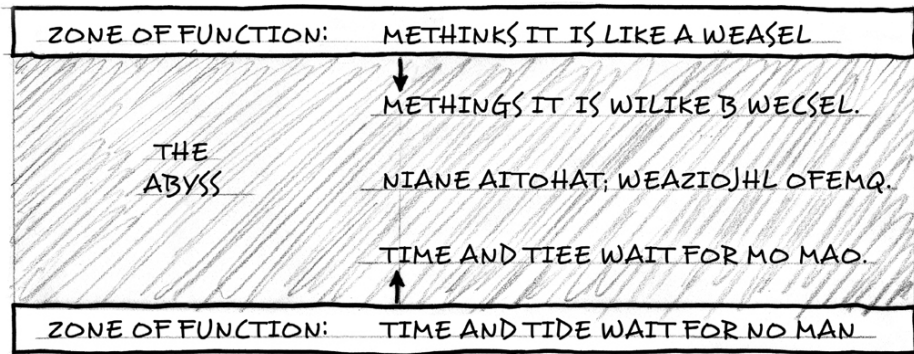 ZONE OF FUNCTION: METHINKS IT IS LIKE A WEASEL
METHINGS IT IS WILIKE B WECSEL.
THE
ABYSS
NIANE AITOHAT; WEAZIOJHL OFEMQ.
TIME AND TIEE WAIT FOR MO MAO.
ZONE OF FUNCTION: TIME AND TIDE WAIT FOR NO MAN